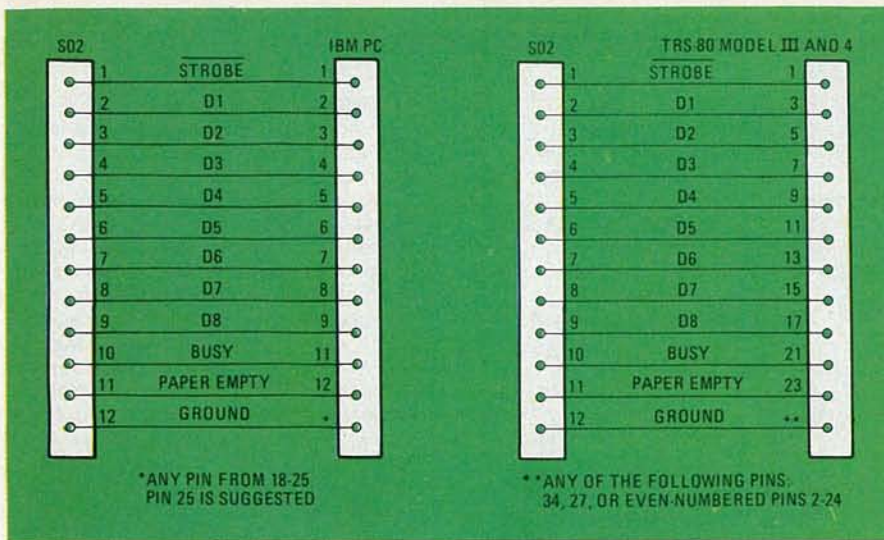 SO2 IBM PC
1 STROBE 1
2 D1 2
3 D2 3
4 D3 4
5 D4 5
6 D5 6
7 D6 7
8 D7 8
9 D8 9
10 BUSY 11
11 PAPER EMPTY 12
12 GROUND *
*ANY PIN FROM 18-25
PIN 25 IS SUGGESTED
SO2 TRS-80 MODEL III AND 4
1 STROBE 1
2 D1 3
3 D2 5
4 D3 7
5 D4 9
6 D5 11
7 D6 13
8 D7 15
9 D8 17
10 BUSY 21
11 PAPER EMPTY 23
12 GROUND **
**ANY OF THE FOLLOWING PINS:
34, 27, OR EVEN-NUMBERED PINS 2-24